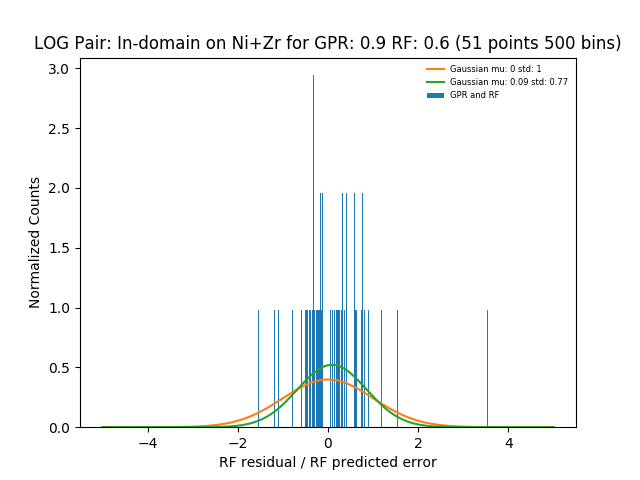 LOG Pair: In-domain on Ni+Zr for GPR: 0.9 RF: 0.6 (51 points 500 bins)
Gaussian mu: 0 std: 1
Gaussian mu: 0.09 std: 0.77
GPR and RF
Normalized Counts
3.0
2.5
2.0
1.5
1.0
0.5
0.0
−4 −2 0 2 4
RF residual / RF predicted error